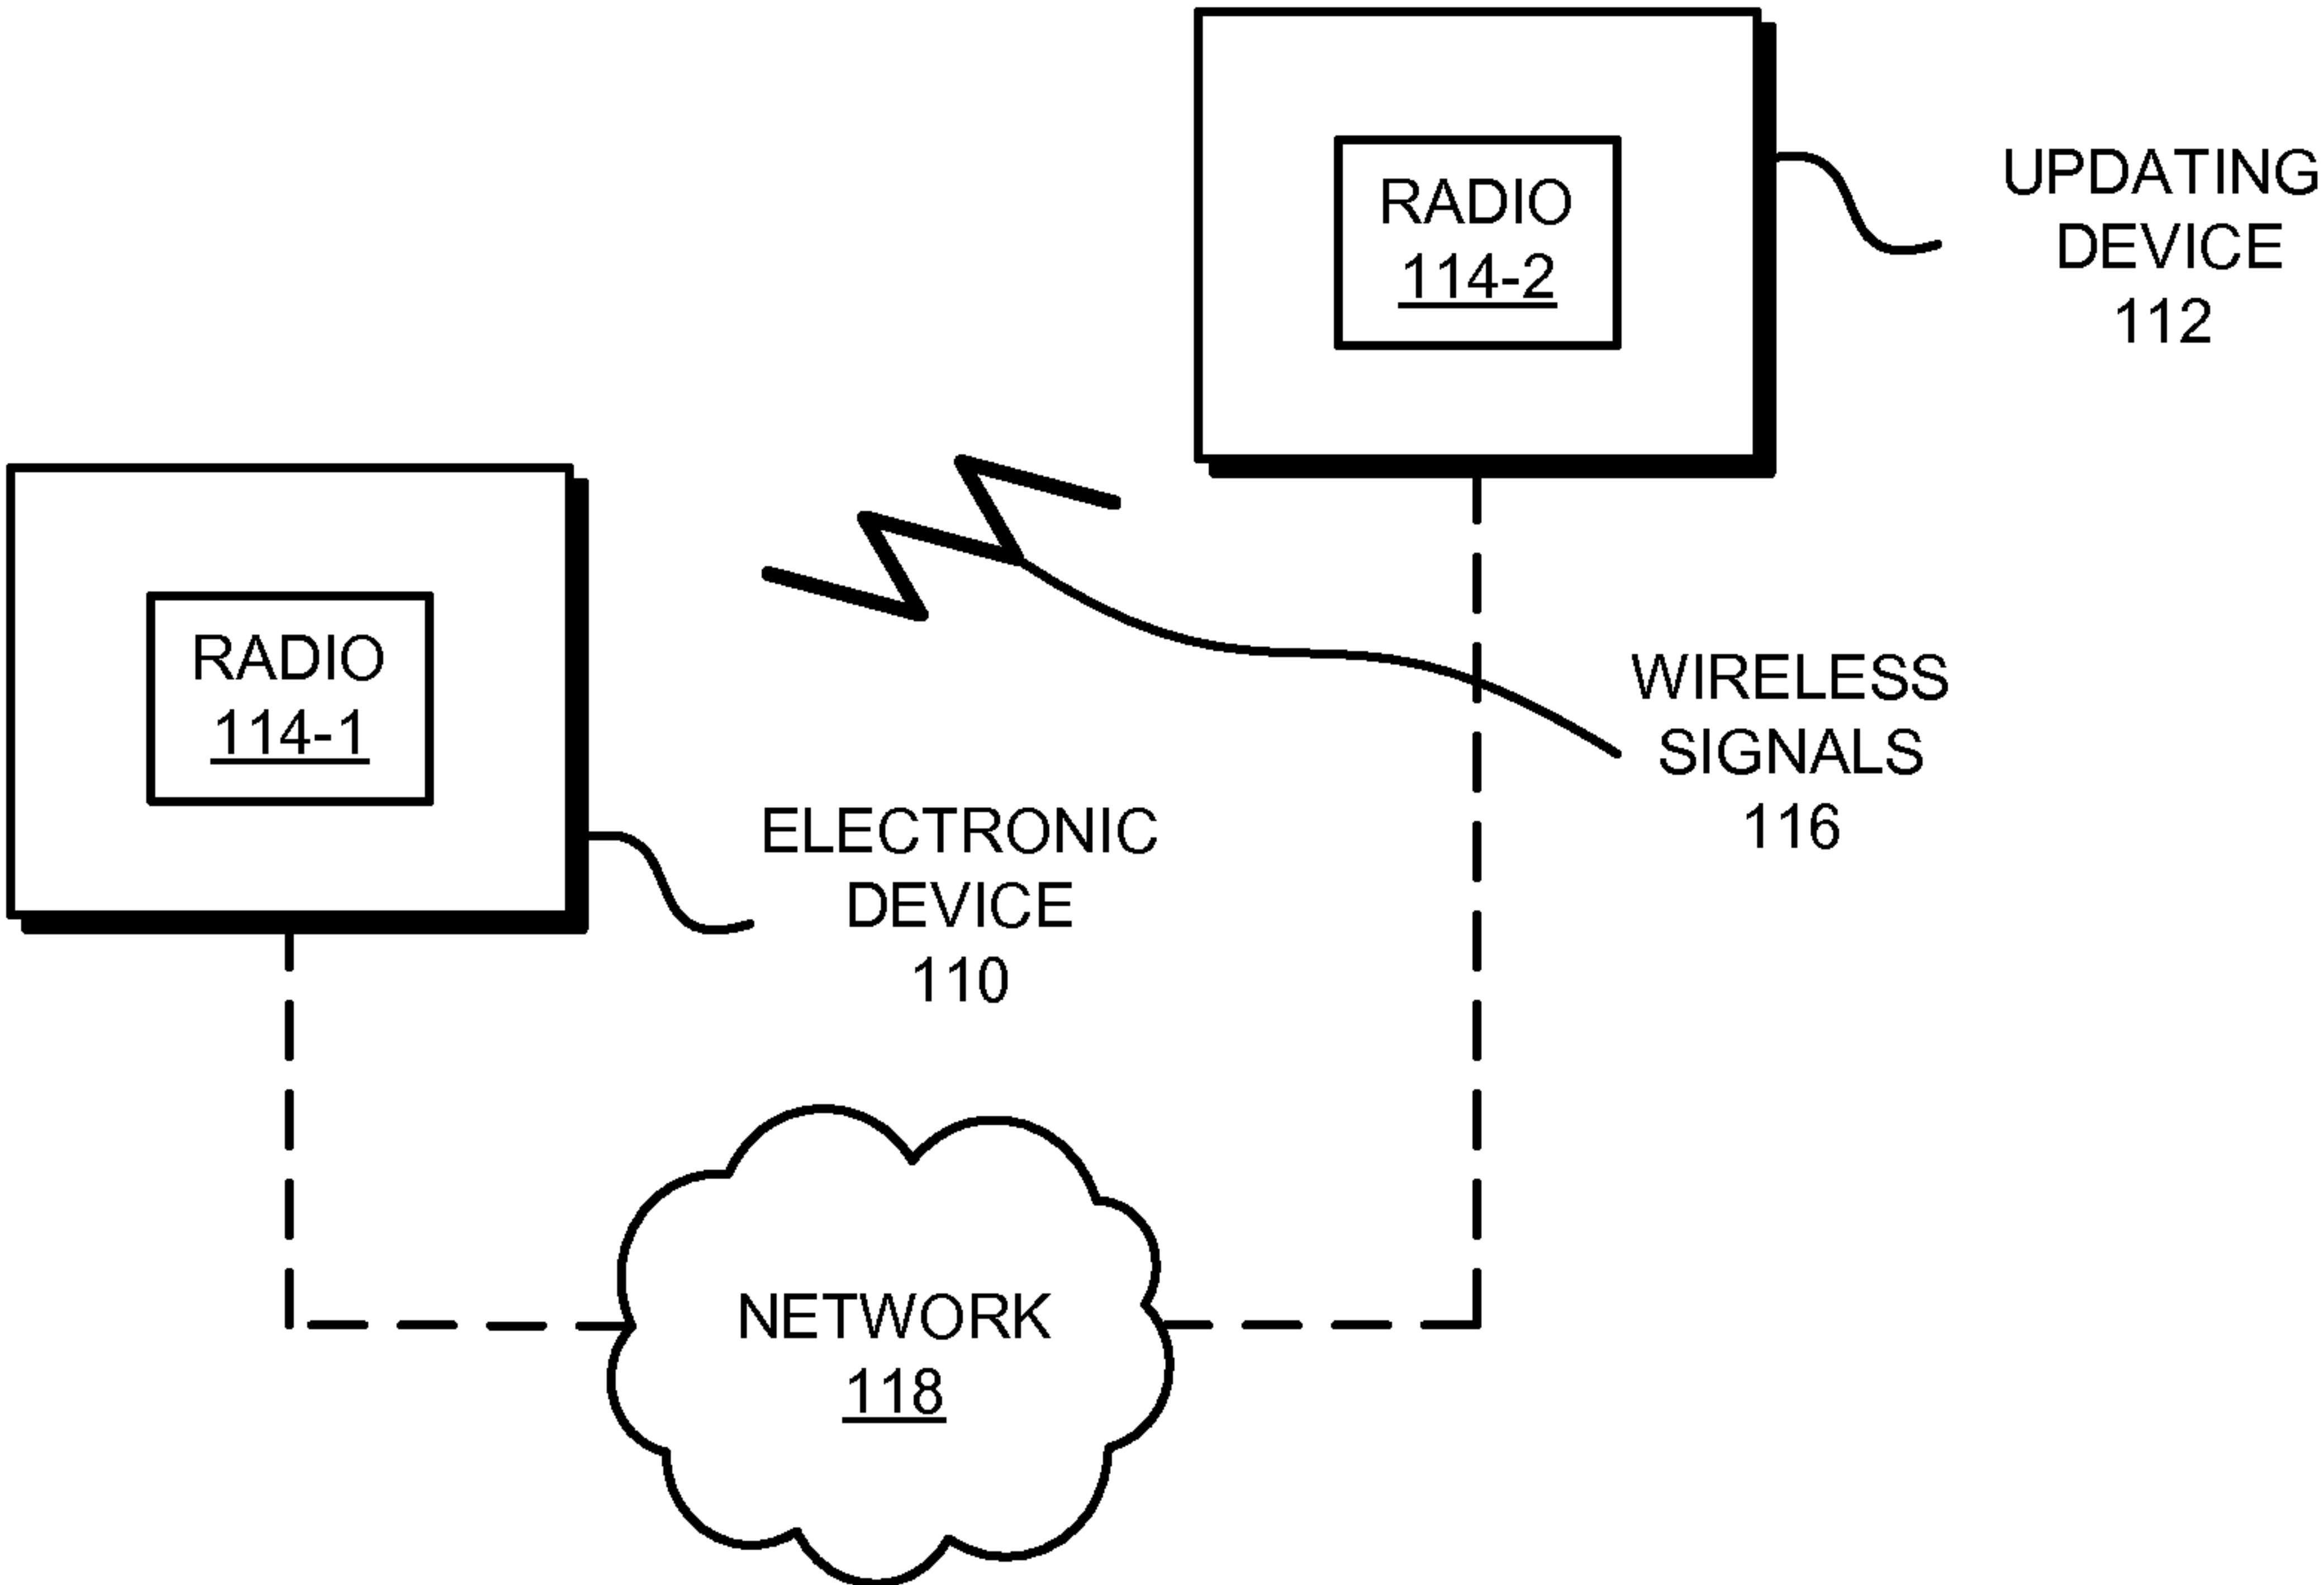 RADIO
114-2
UPDATING
DEVICE
112
RADIO
114-1
WIRELESS
SIGNALS
116
ELECTRONIC
DEVICE
110
NETWORK
118